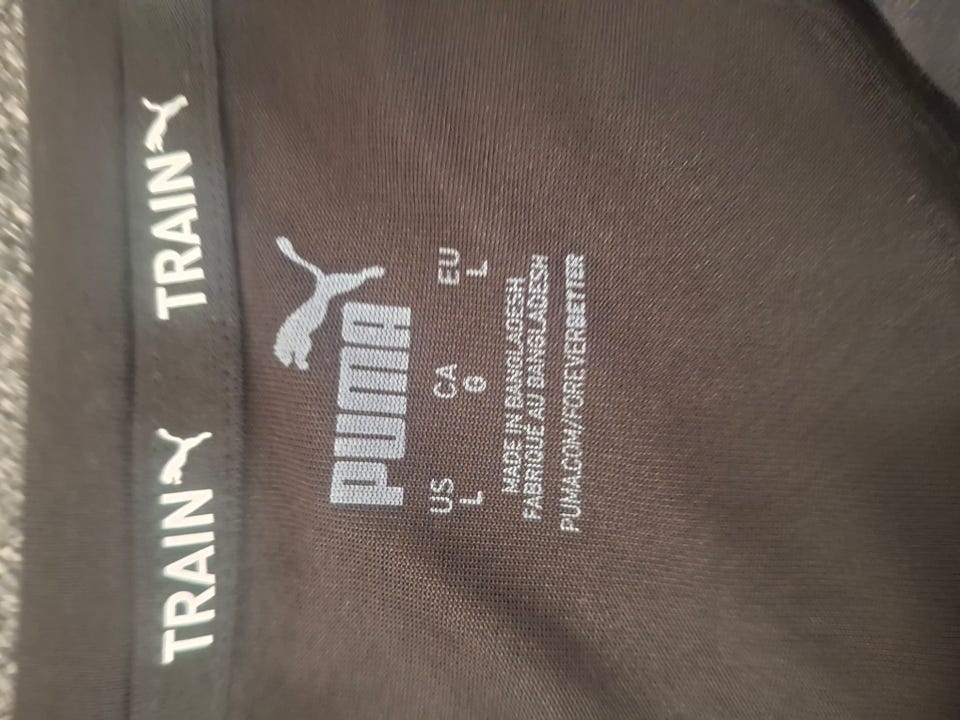 TRAIN TRAIN
PUMA
US CA EU
L G L
MADE IN BANGLADESH
FABRIQUÉ AU BANGLADESH
PUMA.COM/FOREVERBETTER